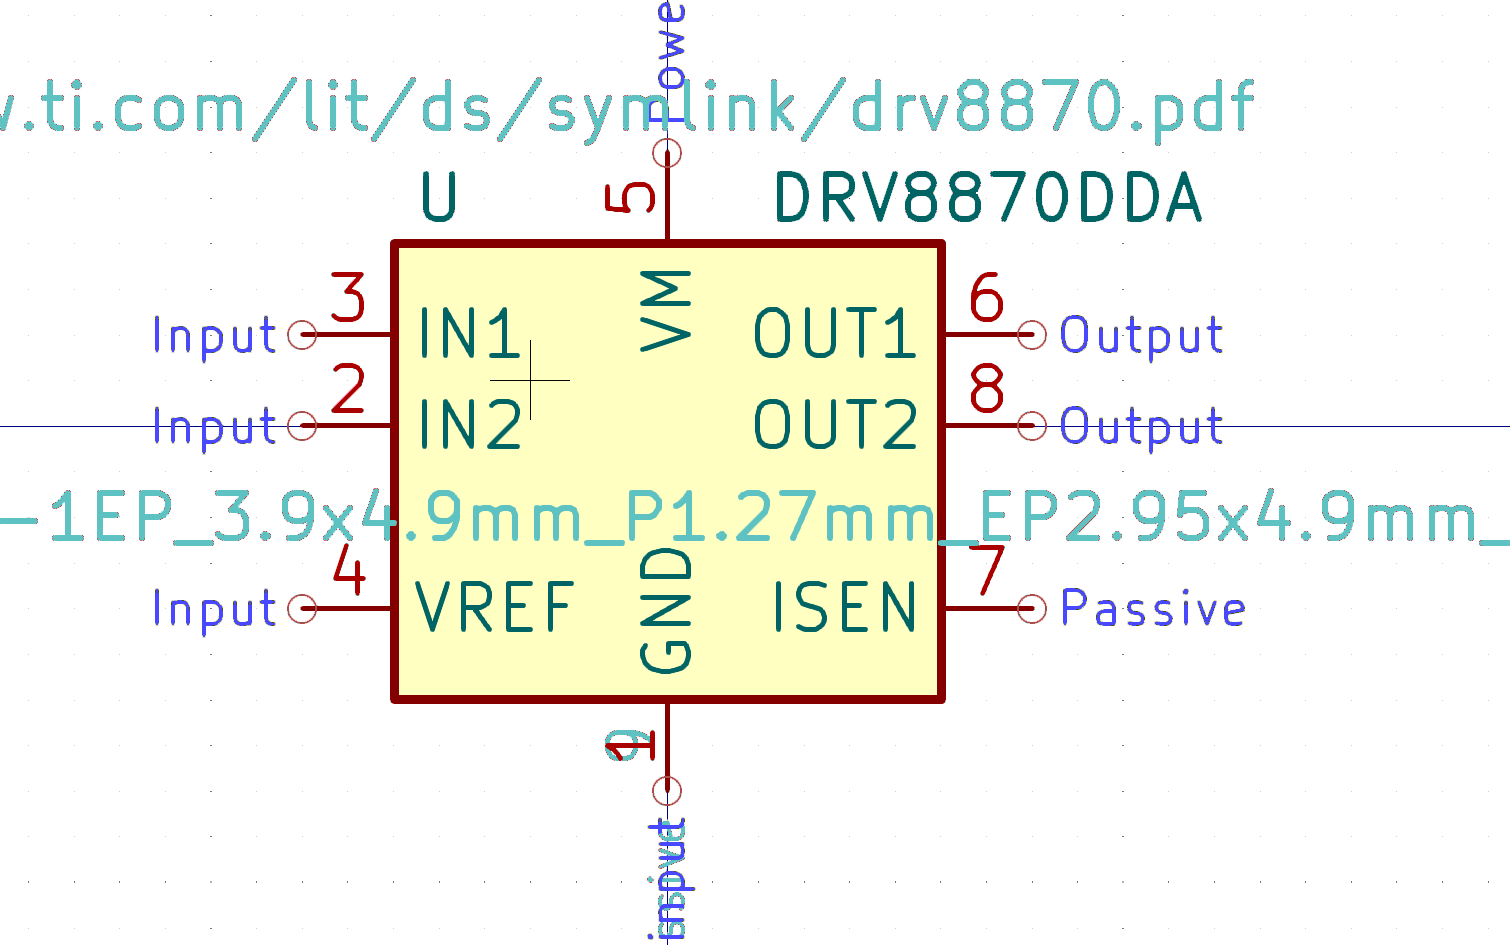 Powe
w.ti.com/lit/ds/symlink/drv8870.pdf
5
U
DRV8870DDA
VM
3
6
Input
IN1
OUT1
Output
2
8
Input
IN2
OUT2
Output
-1EP_3.9x4.9mm_P1.27mm_EP2.95x4.9mm_
4
7
Input
VREF
GND
ISEN
Passive
1
9
input